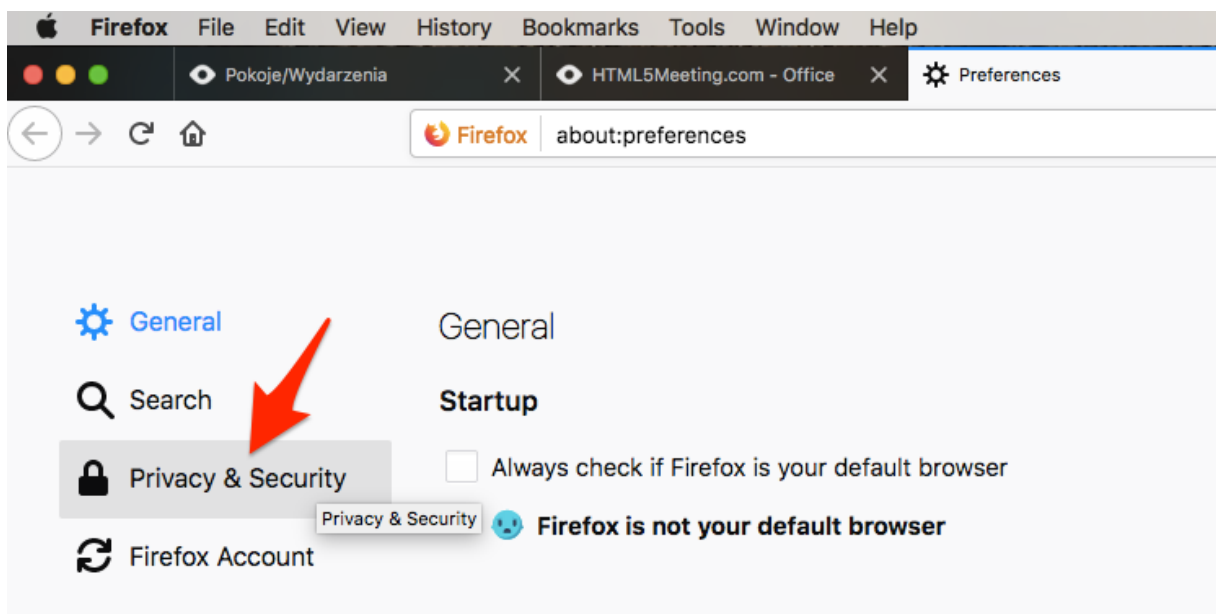 Firefox File Edit View History Bookmarks Tools Window Help
Pokoje/Wydarzenia HTML5Meeting.com - Office Preferences
Firefox about:preferences
General
Search
Privacy & Security
Privacy & Security
Firefox Account
General
Startup
Always check if Firefox is your default browser
Firefox is not your default browser